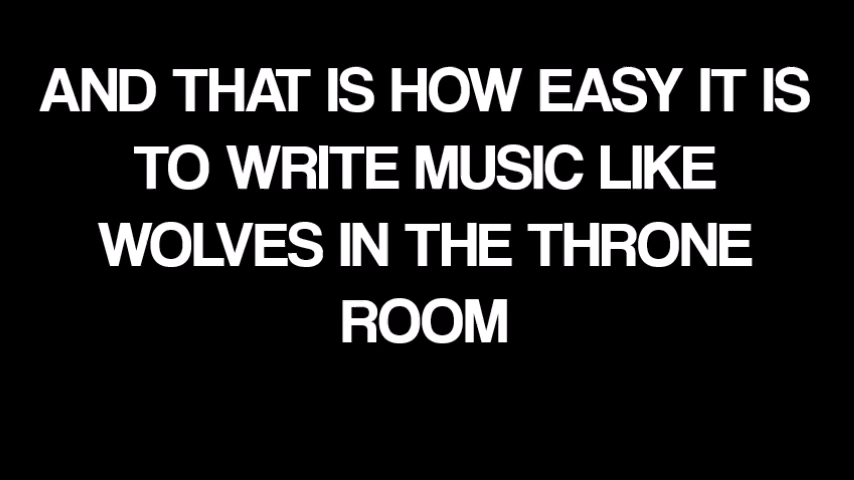 AND THAT IS HOW EASY IT IS
TO WRITE MUSIC LIKE
WOLVES IN THE THRONE
ROOM